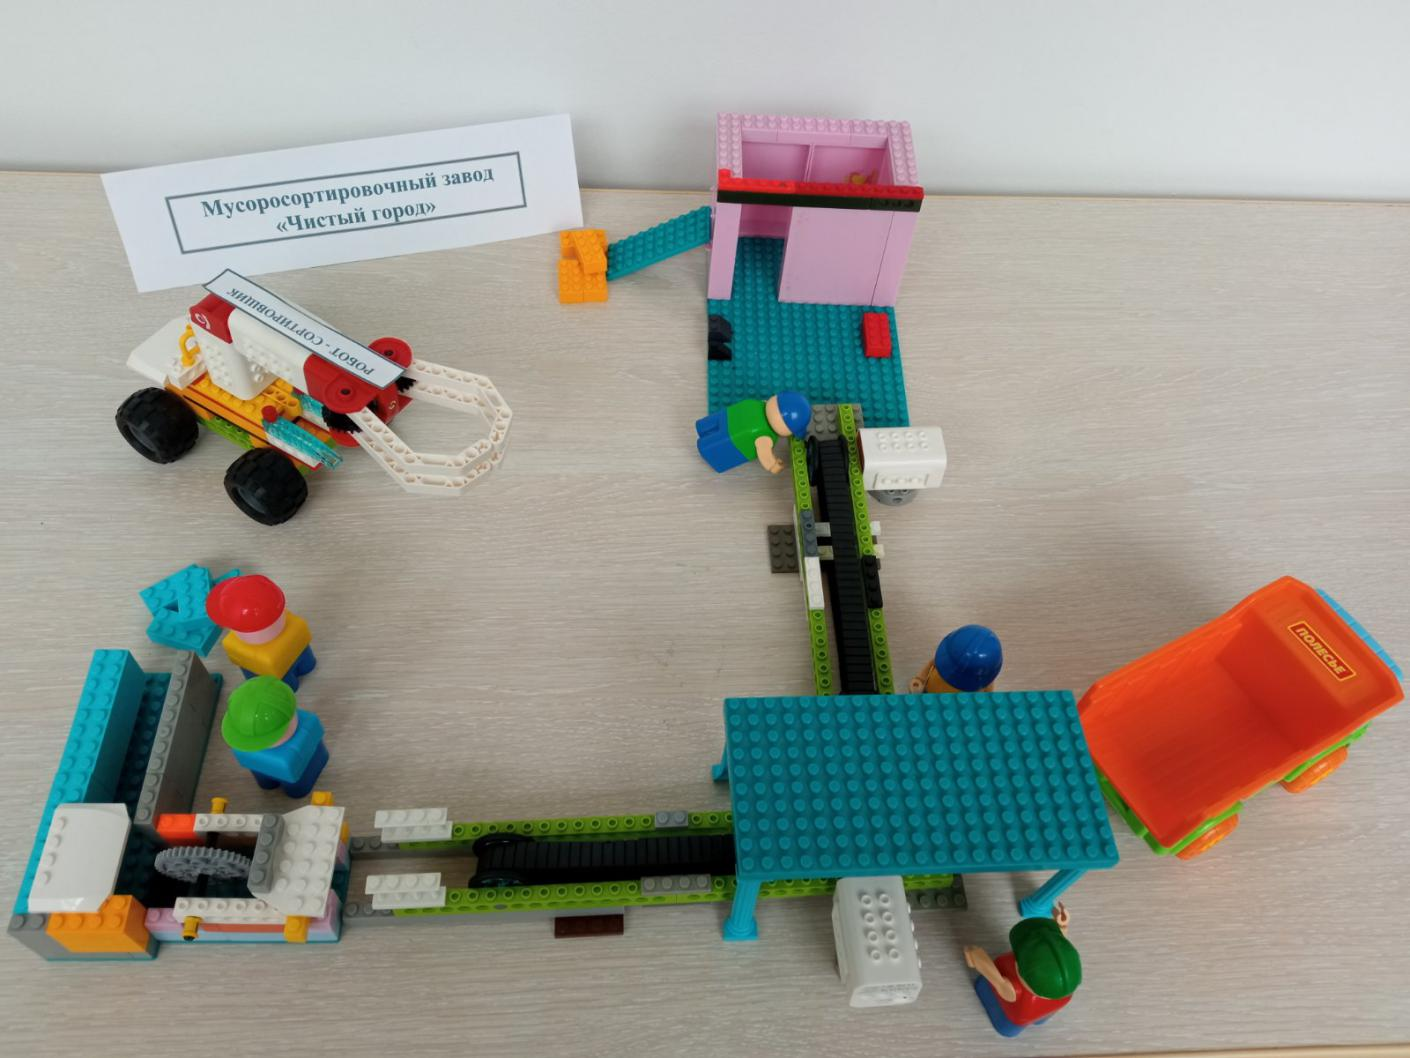 Мусоросортировочный завод
«Чистый город»
РОБОТ - СОРТИРОВЩИК
ПОЛЕСЬЕ